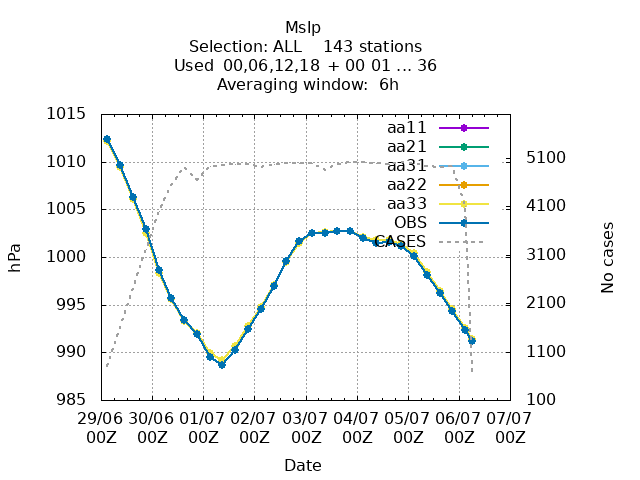 Mslp
Selection: ALL    143 stations
Used  00,06,12,18 + 00 01 ... 36
Averaging window:  6h
1015
1010
1005
1000
995
990
985
hPa
5100
4100
3100
2100
1100
100
No cases
aa11
aa21
aa31
aa22
aa33
OBS
CASES
29/06 30/06 01/07 02/07 03/07 04/07 05/07 06/07 07/07
00Z 00Z 00Z 00Z 00Z 00Z 00Z 00Z 00Z
Date